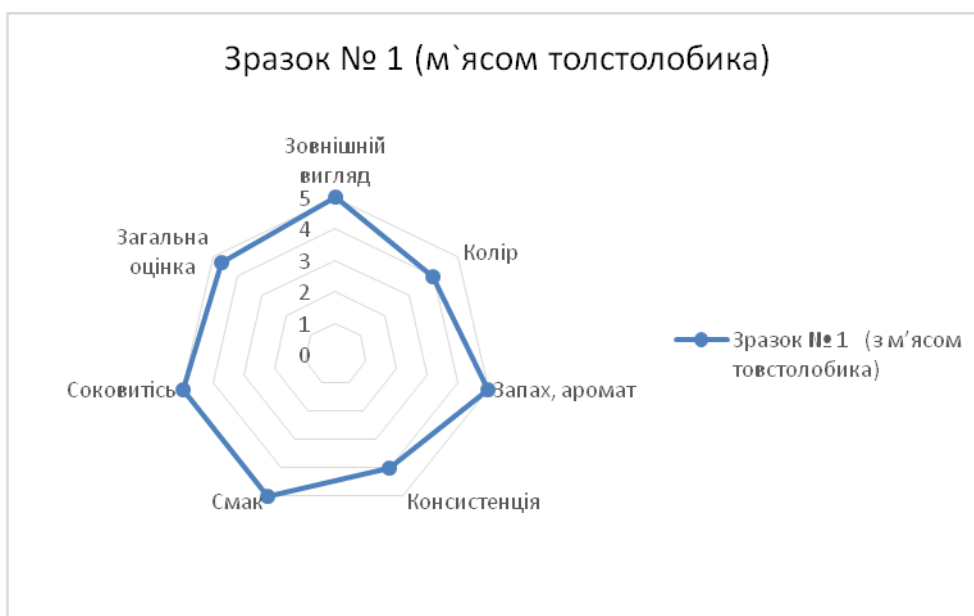 Зразок № 1 (м`ясом толстолобика)
Зовнішній
вигляд
5
4
3
2
1
0
Колір
Запах, аромат
Консистенція
Смак
Соковитісь
Загальна
оцінка
Зразок № 1 (з м’ясом
товстолобика)